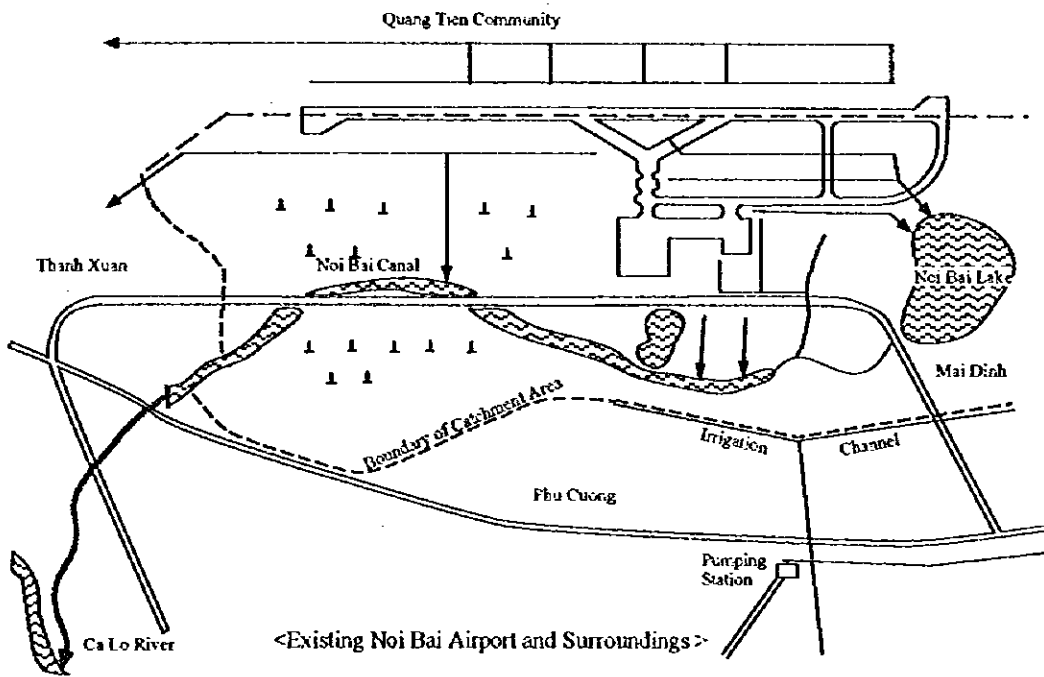 Quang Tien Community
Thanh Xuan
Noi Bai Canal
Noi Bai Lake
Mai Dinh
Boundary of Catchment Area
Irrigation
Channel
Phu Cuong
Pumping
Station
Ca Lo River
<Existing Noi Bai Airport and Surroundings>